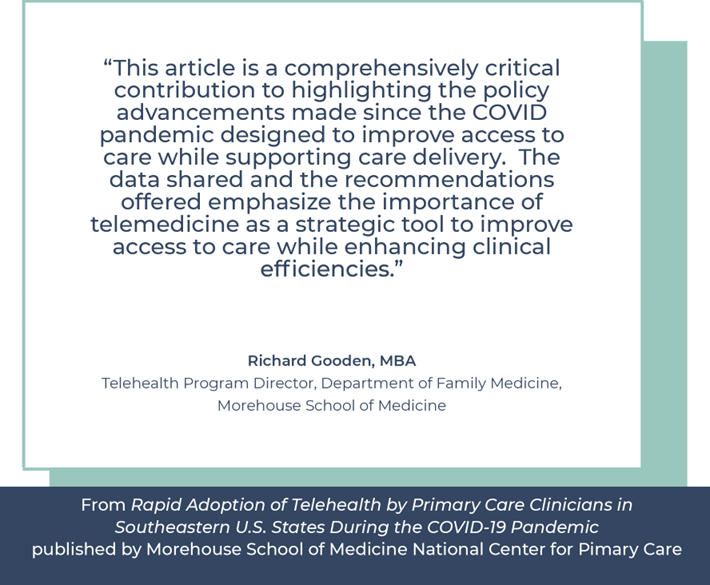 “This article is a comprehensively critical
contribution to highlighting the policy
advancements made since the COVID
pandemic designed to improve access to
care while supporting care delivery.  The
data shared and the recommendations
offered emphasize the importance of
telemedicine as a strategic tool to improve
access to care while enhancing clinical
efficiencies.”
Richard Gooden, MBA
Telehealth Program Director, Department of Family Medicine,
Morehouse School of Medicine
From Rapid Adoption of Telehealth by Primary Care Clinicians in
Southeastern U.S. States During the COVID-19 Pandemic
published by Morehouse School of Medicine National Center for Pimary Care